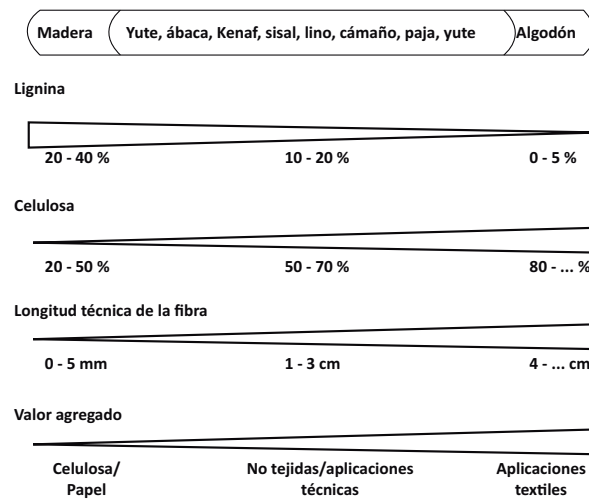 Madera Yute, ábaca, Kenaf, sisal, lino, cámaño, paja, yute Algodón
Lignina
20 - 40 % 10 - 20 % 0 - 5 %
Celulosa
20 - 50 % 50 - 70 % 80 - ... %
Longitud técnica de la fibra
0 - 5 mm 1 - 3 cm 4 - ... cm
Valor agregado
Celulosa/ No tejidas/aplicaciones Aplicaciones
Papel técnicas textiles